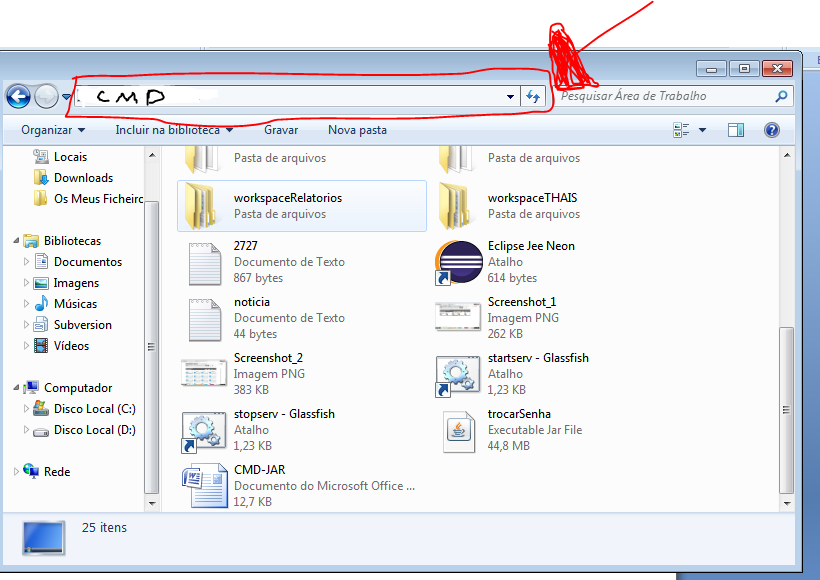 CMD
Pesquisar Área de Trabalho
Organizar Incluir na biblioteca Gravar Nova pasta
Locais
Downloads
Os Meus Ficheiro
Bibliotecas
Documentos
Imagens
Músicas
Subversion
Vídeos
Computador
Disco Local (C:)
Disco Local (D:)
Rede
Pasta de arquivos
Pasta de arquivos
workspaceRelatorios
Pasta de arquivos
workspaceTHAIS
Pasta de arquivos
2727
Documento de Texto
867 bytes
Eclipse Jee Neon
Atalho
614 bytes
noticia
Documento de Texto
44 bytes
Screenshot_1
Imagem PNG
262 KB
Screenshot_2
Imagem PNG
383 KB
startserv - Glassfish
Atalho
1,23 KB
stopserv - Glassfish
Atalho
1,23 KB
trocarSenha
Executable Jar File
44,8 MB
CMD-JAR
Documento do Microsoft Office ...
12,7 KB
25 itens